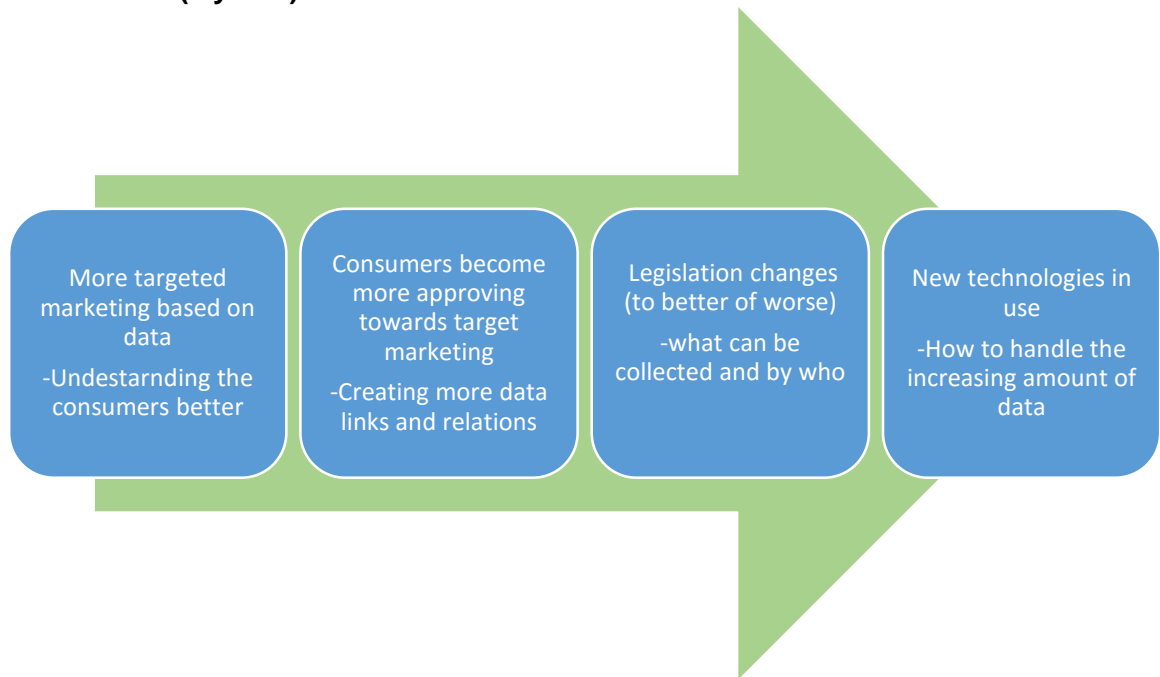 More targeted
marketing based on
data
-Undestarnding the
consumers better
Consumers become
more approving
towards target
marketing
-Creating more data
links and relations
Legislation changes
(to better of worse)
-what can be
collected and by who
New technologies in
use
-How to handle the
increasing amount of
data